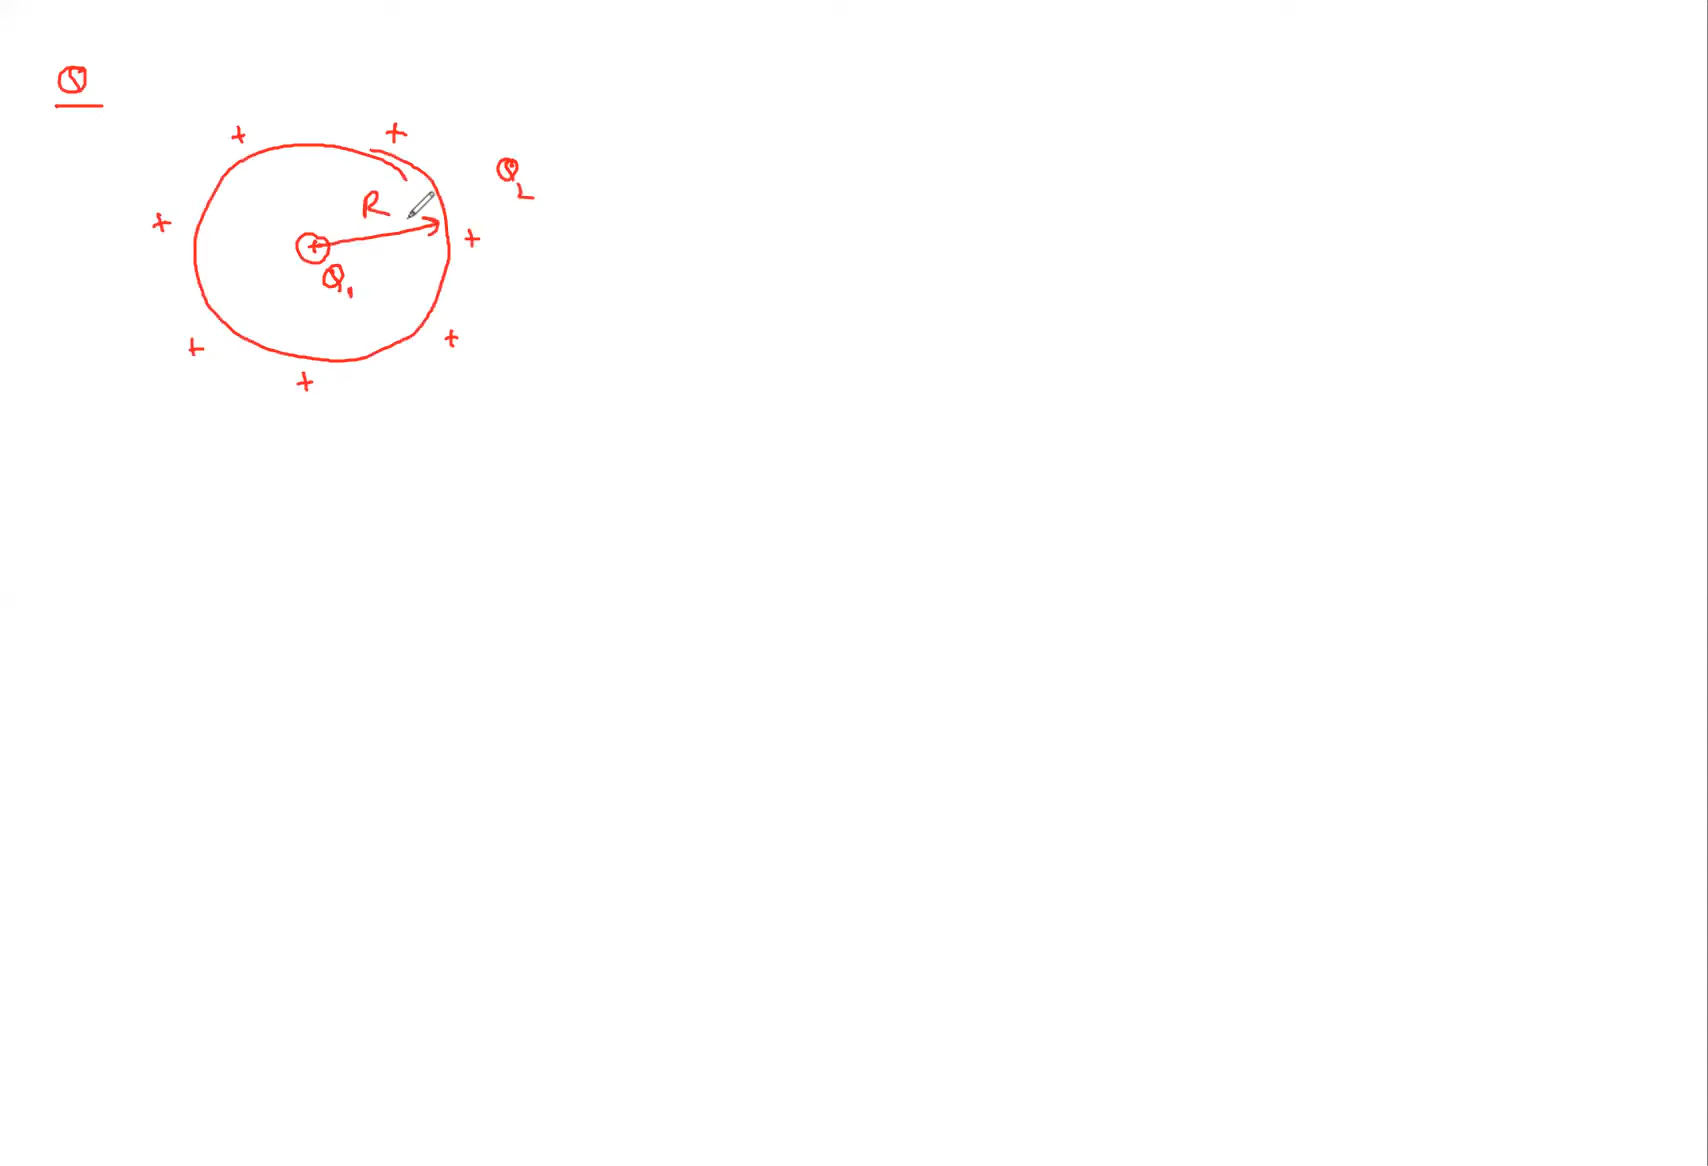 Q
+ +
Q2
+ R
+ +
Q1
+ +
+